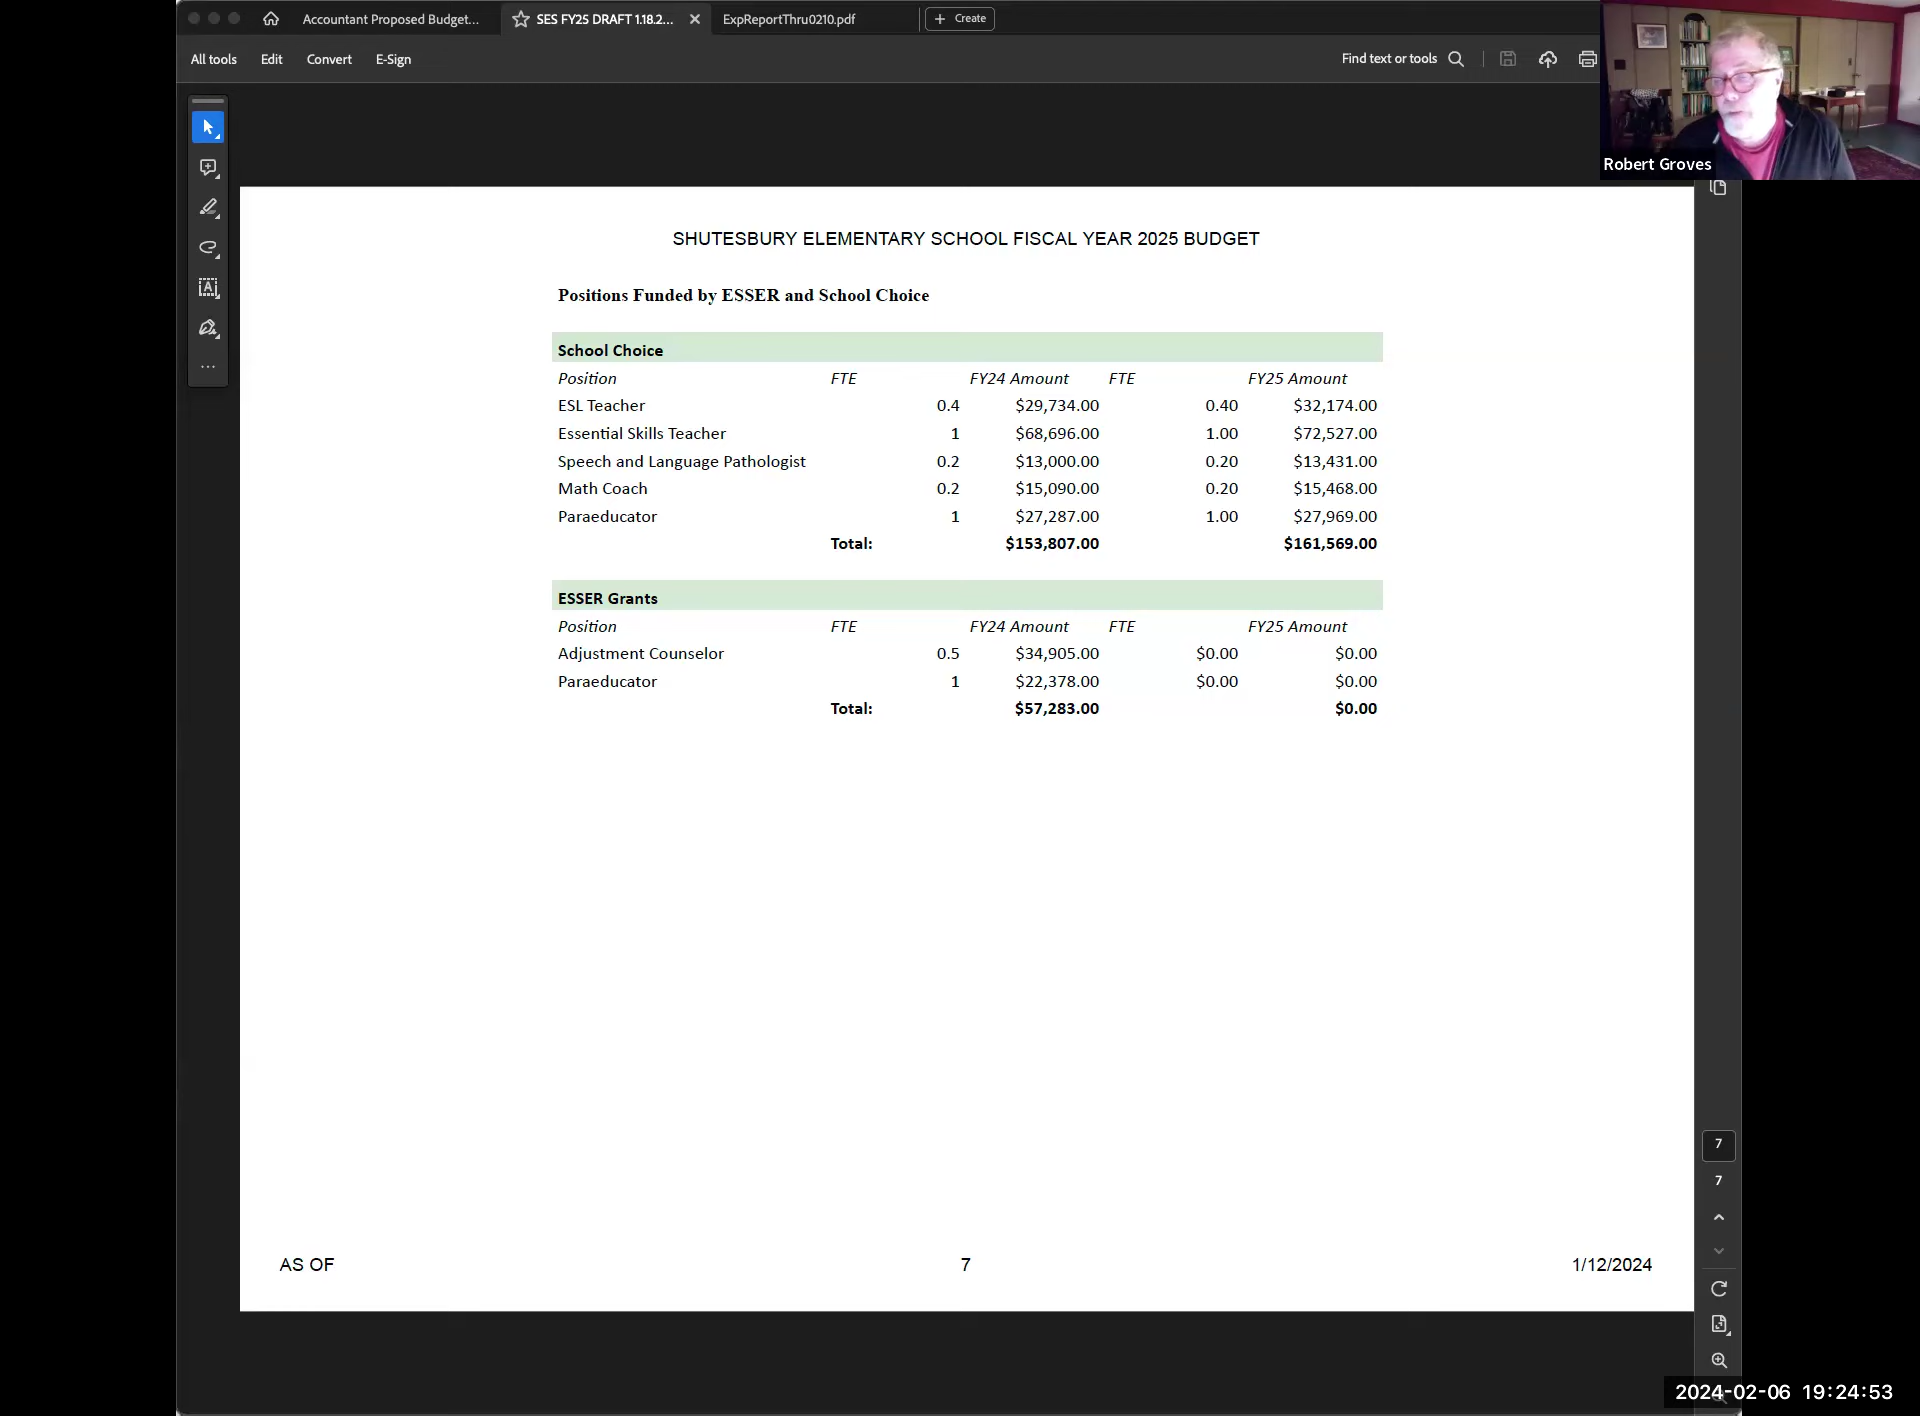 Accountant Proposed Budget... SES FY25 DRAFT 1.18.2... ExpReportThru0210.pdf Create
All tools Edit Convert E-Sign Find text or tools
Robert Groves
SHUTESBURY ELEMENTARY SCHOOL FISCAL YEAR 2025 BUDGET
Positions Funded by ESSER and School Choice
School Choice
Position FTE FY24 Amount FTE FY25 Amount
ESL Teacher 0.4 $29,734.00 0.40 $32,174.00
Essential Skills Teacher 1 $68,696.00 1.00 $72,527.00
Speech and Language Pathologist 0.2 $13,000.00 0.20 $13,431.00
Math Coach 0.2 $15,090.00 0.20 $15,468.00
Paraeducator 1 $27,287.00 1.00 $27,969.00
Total: $153,807.00 $161,569.00
ESSER Grants
Position FTE FY24 Amount FTE FY25 Amount
Adjustment Counselor 0.5 $34,905.00 $0.00 $0.00
Paraeducator 1 $22,378.00 $0.00 $0.00
Total: $57,283.00 $0.00
7
7
AS OF 7 1/12/2024
2024-02-06 19:24:53